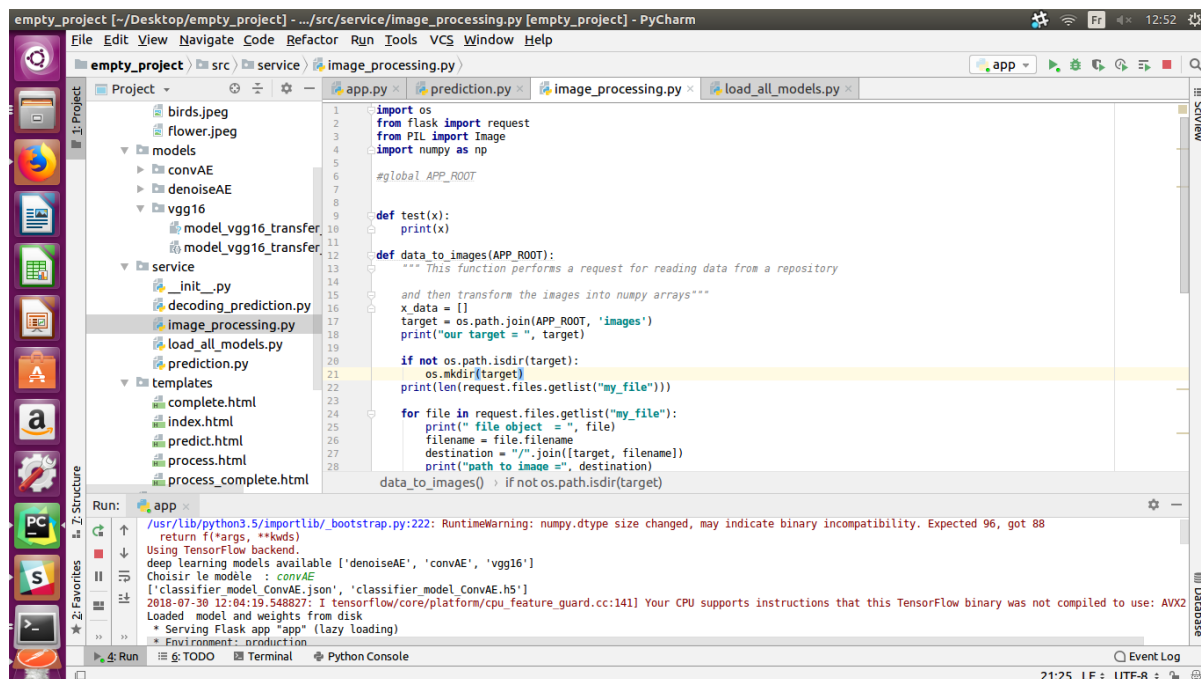 empty_project [~/Desktop/empty_project] - .../src/service/image_processing.py [empty_project] - PyCharm
Fr
12:52
File Edit View Navigate Code Refactor Run Tools VCS Window Help
empty_project src service image_processing.py
app
Project
app.py
prediction.py
image_processing.py
load_all_models.py
1: Project
birds.jpeg
flower.jpeg
models
convAE
denoiseAE
vgg16
model_vgg16_transfer_
model_vgg16_transfer_
service
__init__.py
decoding_prediction.py
image_processing.py
load_all_models.py
prediction.py
templates
complete.html
index.html
predict.html
process.html
process_complete.html
1 import os
2 from flask import request
3 from PIL import Image
4 import numpy as np
5
6 #global APP_ROOT
7
8
9 def test(x):
10 print(x)
11
12 def data_to_images(APP_ROOT):
13 """ This function performs a request for reading data from a repository
14
15 and then transform the images into numpy arrays"""
16 x_data = []
17 target = os.path.join(APP_ROOT, 'images')
18 print("our target = ", target)
19
20 if not os.path.isdir(target):
21 os.mkdir(target)
22 print(len(request.files.getlist("my_file")))
23
24 for file in request.files.getlist("my_file"):
25 print(" file object = ", file)
26 filename = file.filename
27 destination = "/".join([target, filename])
28 print("path to image =", destination)
data_to_images() › if not os.path.isdir(target)
SciView
Database
7: Structure
2: Favorites
Run: app
/usr/lib/python3.5/importlib/_bootstrap.py:222: RuntimeWarning: numpy.dtype size changed, may indicate binary incompatibility. Expected 96, got 88
return f(*args, **kwds)
Using TensorFlow backend.
deep learning models available ['denoiseAE', 'convAE', 'vgg16']
Choisir le modèle : convAE
['classifier_model_ConvAE.json', 'classifier_model_ConvAE.h5']
2018-07-30 12:04:19.548827: I tensorflow/core/platform/cpu_feature_guard.cc:141] Your CPU supports instructions that this TensorFlow binary was not compiled to use: AVX2
Loaded model and weights from disk
* Serving Flask app "app" (lazy loading)
* Environment: production
4: Run 6: TODO Terminal Python Console Event Log
21:25 LF UTF-8
A
a
PC
S
>_